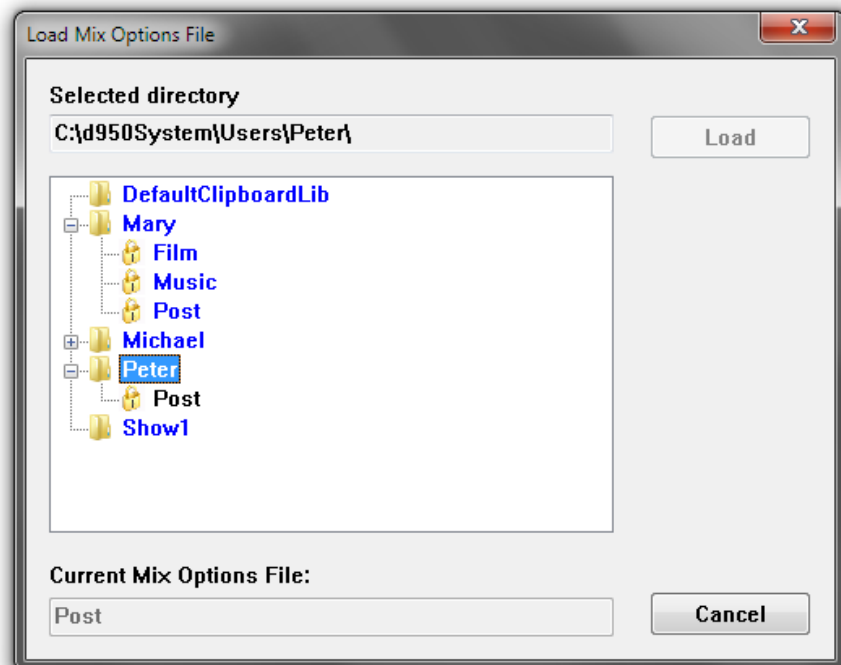 Load Mix Options File
Selected directory
C:\d950System\Users\Peter\
Load
DefaultClipboardLib
Mary
Film
Music
Post
Michael
Peter
Post
Show1
Current Mix Options File:
Post
Cancel